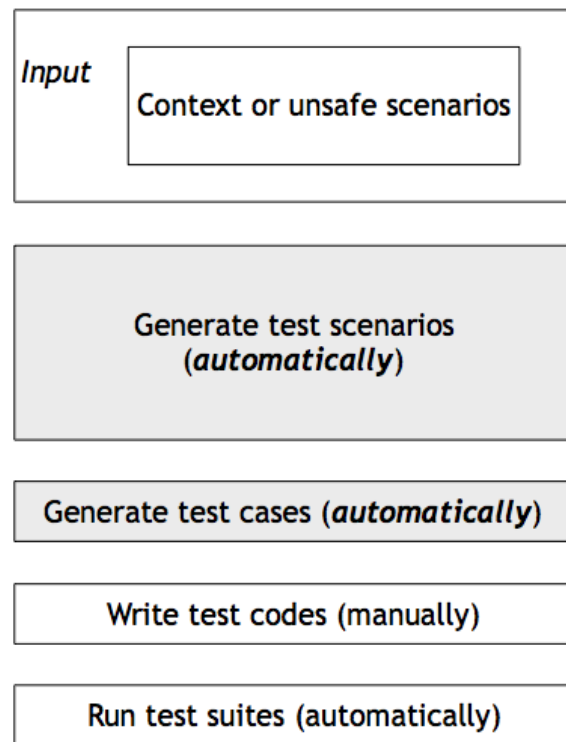 Input
Context or unsafe scenarios
Generate test scenarios
(automatically)
Generate test cases (automatically)
Write test codes (manually)
Run test suites (automatically)